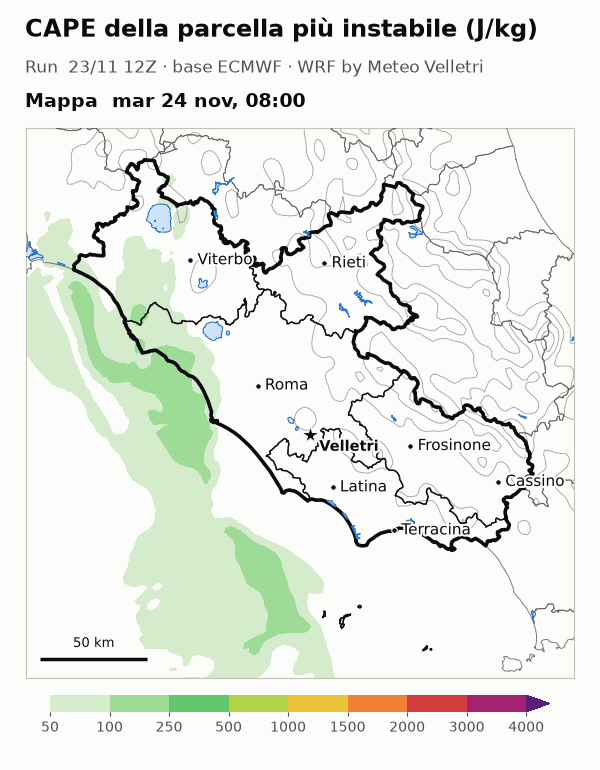 CAPE della parcella più instabile (J/kg)
Run  23/11 12Z · base ECMWF · WRF by Meteo Velletri
Mappa  mar 24 nov, 08:00
Viterbo
Rieti
Roma
Velletri
Frosinone
Cassino
Latina
Terracina
50 km
50 100 250 500 1000 1500 2000 3000 4000